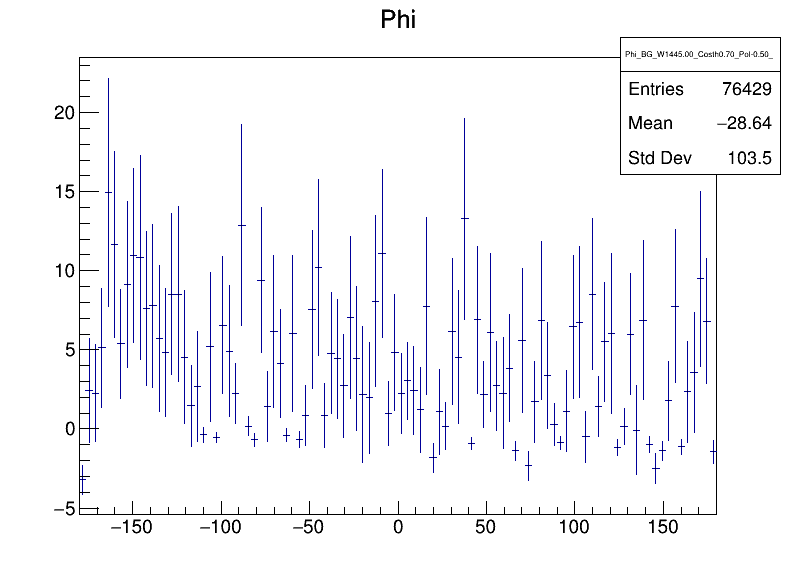 Phi
Phi_BG_W1445.00_Costh0.70_Pol-0.50_
Entries 76429
Mean −28.64
Std Dev 103.5
20
15
10
5
0
−5
−150 −100 −50 0 50 100 150